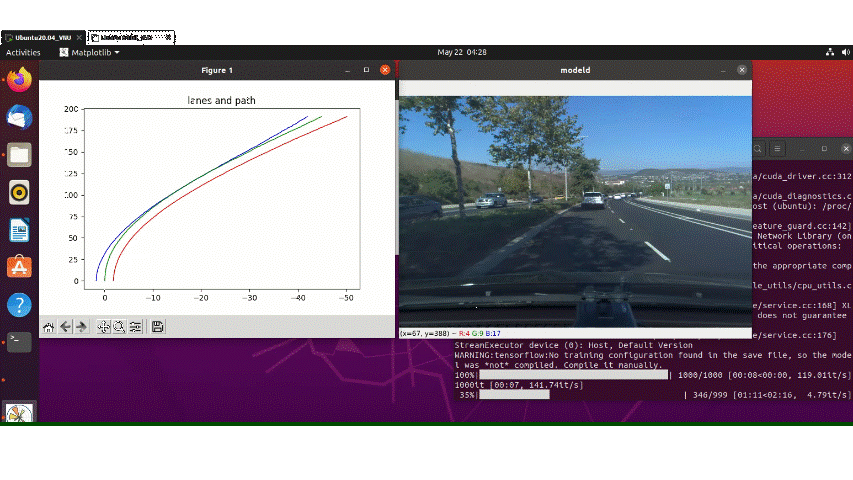 Ubuntu20.04_VNU
Activities
Matplotlib
May 22 04:28
Figure 1
modeld
lanes and path
200
175
150
125
100
75
50
25
0
0 −10 −20 −30 −40 −50
(x=67, y=388) ~ R:4 G:9 B:17
a/cuda_driver.cc:312
a/cuda_diagnostics.c
ost (ubuntu): /proc/
eature_guard.cc:142]
Network Library (on
itical operations:
the appropriate comp
le_utils/cpu_utils.c
e/service.cc:168] XL
does not guarantee
e/service.cc:176]
StreamExecutor device (0): Host, Default Version
WARNING:tensorflow:No training configuration found in the save file, so the mode
l was *not* compiled. Compile it manually.
100%| | 1000/1000 [00:08<00:00, 119.01it/s]
1000it [00:07, 141.74it/s]
35%| | 346/999 [01:11<02:16, 4.79it/s]